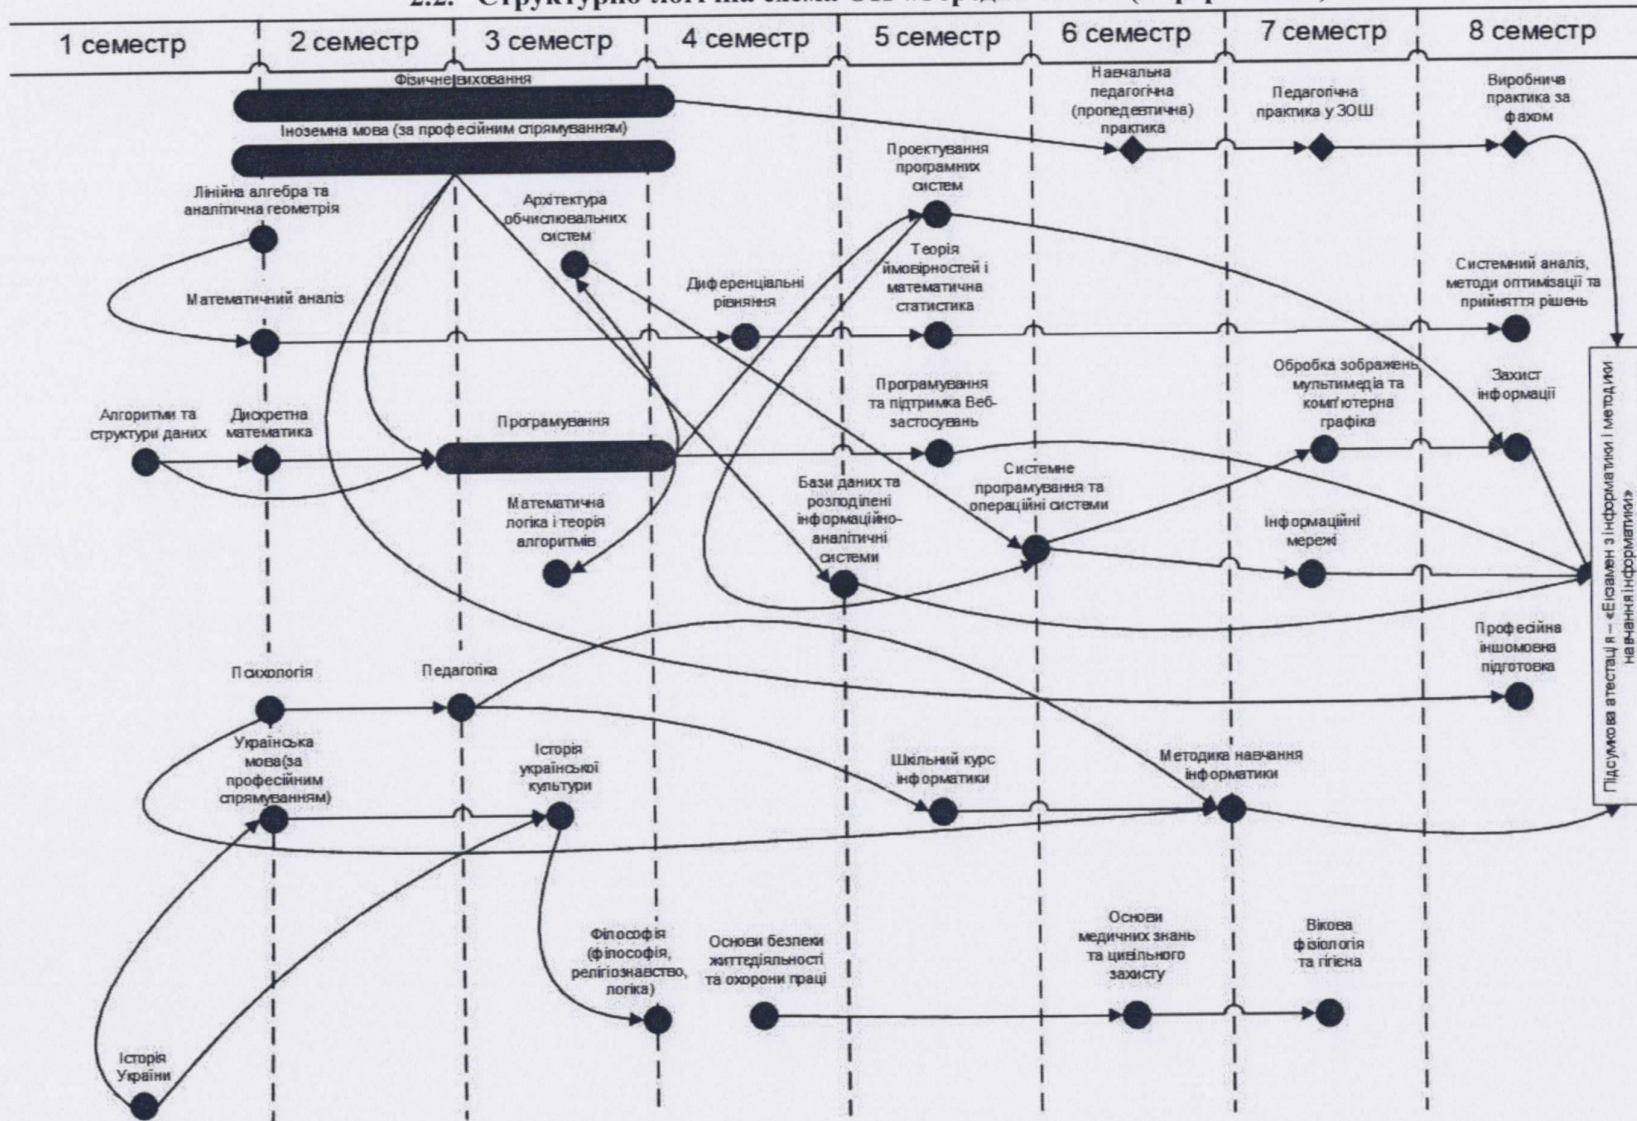 1 семестр
2 семестр
3 семестр
4 семестр
5 семестр
6 семестр
7 семестр
8 семестр
Фізичне виховання
Іноземна мова (за професійним спрямуванням)
Навчальна
педагогічна
(пропедевтична)
практика
Педагогічна
практика у ЗОШ
Виробнича
практика за
фахом
Лінійна алгебра та
аналітична геометрія
Архітектура
обчислювальних
систем
Проектування
програмних
систем
Математичний аналіз
Диференціальні
рівняння
Теорія
ймовірностей і
математична
статистика
Системний аналіз,
методи оптимізації та
прийняття рішень
Алгоритми та
структури даних
Дискретна
математика
Програмування
Програмування
та підтримка Веб-
застосувань
Обробка зображень,
мультимедіа та
комп'ютерна
графіка
Захист
інформації
Математична
логіка і теорія
алгоритмів
Бази даних та
розподілені
інформаційно-
аналітичні
системи
Системне
програмування та
операційні системи
Інформаційні
мережі
Професійна
іншомовна
підготовка
Підсумкова атестація – «Екзамен з інформатики і методики
навчання інформатики»
Психологія
Педагогіка
Українська
мова(за
професійним
спрямуванням)
Історія
української
культури
Шкільний курс
інформатики
Методика навчання
інформатики
Філософія
(філософія,
релігіознавство,
логіка)
Основи безпеки
життєдіяльності
та охорони праці
Основи
медичних знань
та цивільного
захисту
Вікова
фізіологія
та гігієна
Історія
України